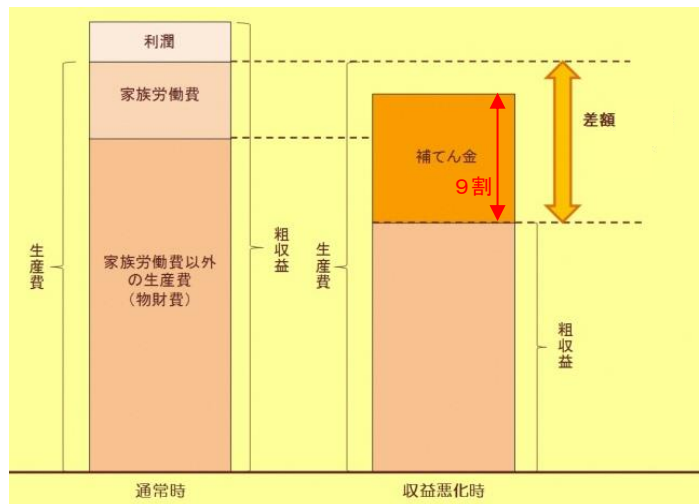 利潤
家族労働費
家族労働費以外
の生産費
(物財費)
生産費
粗収益
生産費
補てん金
9割
差額
粗収益
通常時
収益悪化時